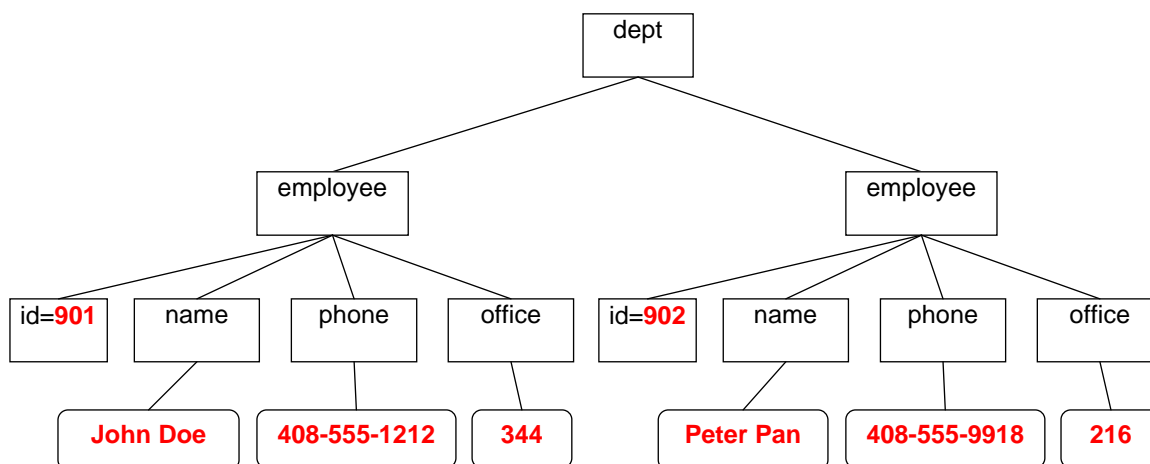 dept
employee
employee
id=901
name
phone
office
id=902
name
phone
office
John Doe
408-555-1212
344
Peter Pan
408-555-9918
216